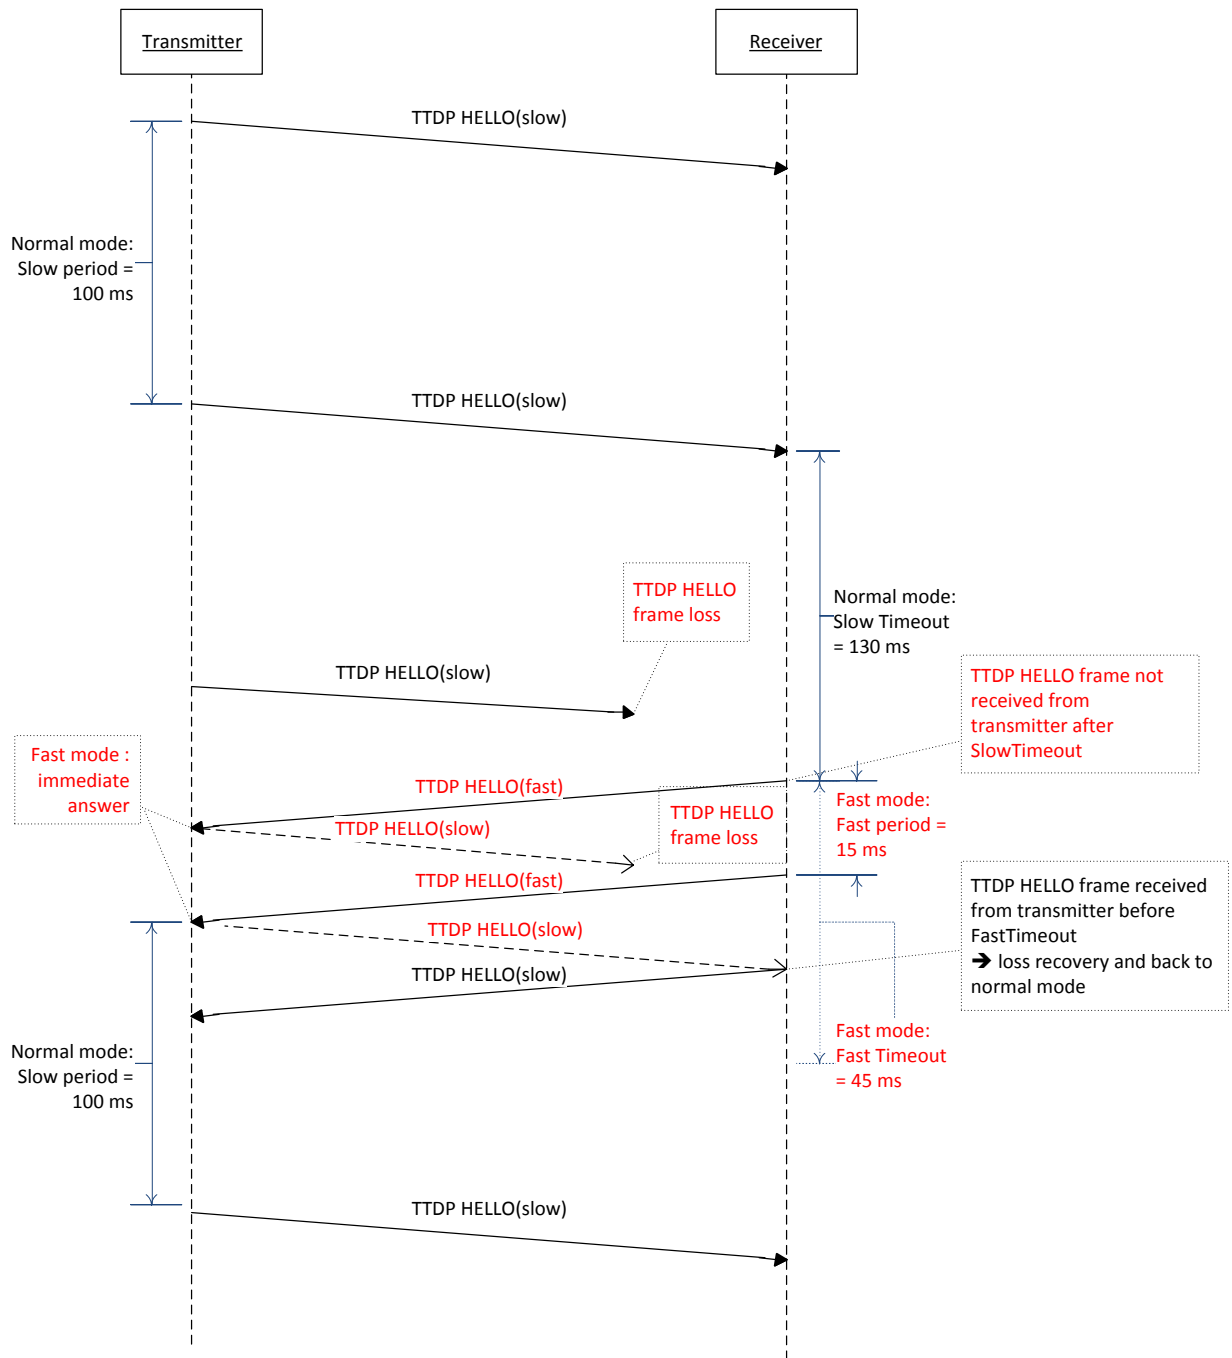 Transmitter
Receiver
TTDP HELLO(slow)
Normal mode:
Slow period =
100 ms
TTDP HELLO(slow)
TTDP HELLO
frame loss
Normal mode:
Slow Timeout
= 130 ms
TTDP HELLO(slow)
TTDP HELLO frame not
received from
transmitter after
SlowTimeout
Fast mode :
immediate
answer
TTDP HELLO(fast)
TTDP HELLO
frame loss
Fast mode:
Fast period =
15 ms
TTDP HELLO(slow)
TTDP HELLO(fast)
TTDP HELLO frame received
from transmitter before
FastTimeout
➔ loss recovery and back to
normal mode
TTDP HELLO(slow)
TTDP HELLO(slow)
Normal mode:
Slow period =
100 ms
Fast mode:
Fast Timeout
= 45 ms
TTDP HELLO(slow)